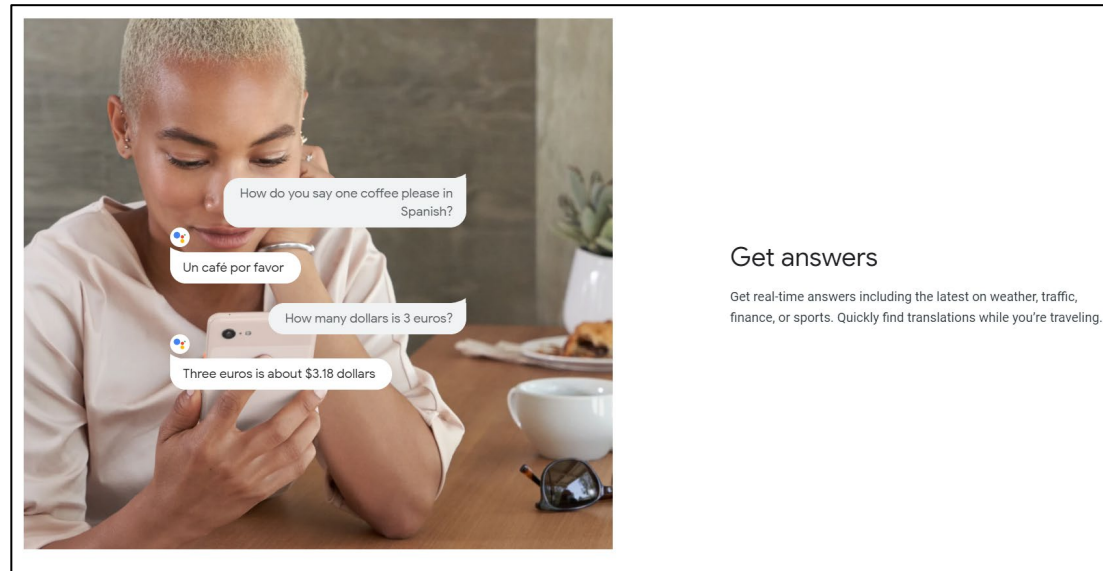 How do you say one coffee please in
Spanish?
Un café por favor
How many dollars is 3 euros?
Three euros is about $3.18 dollars
Get answers
Get real-time answers including the latest on weather, traffic,
finance, or sports. Quickly find translations while you’re traveling.